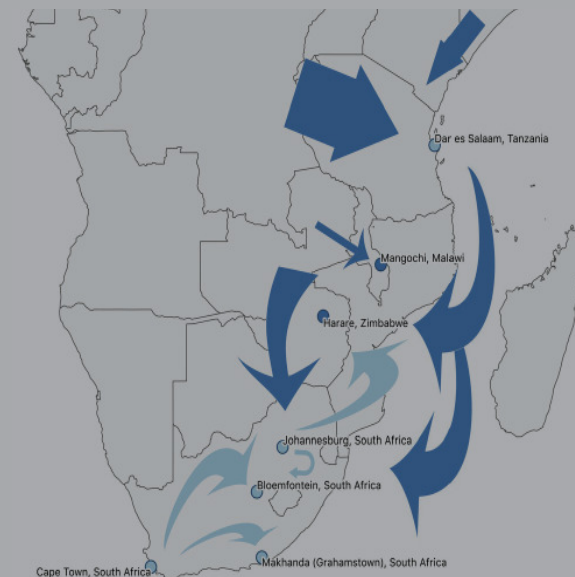 Dar es Salaam, Tanzania
Mangochi, Malawi
Harare, Zimbabwe
Johannesburg, South Africa
Bloemfontein, South Africa
Makhanda (Grahamstown), South Africa
Cape Town, South Africa